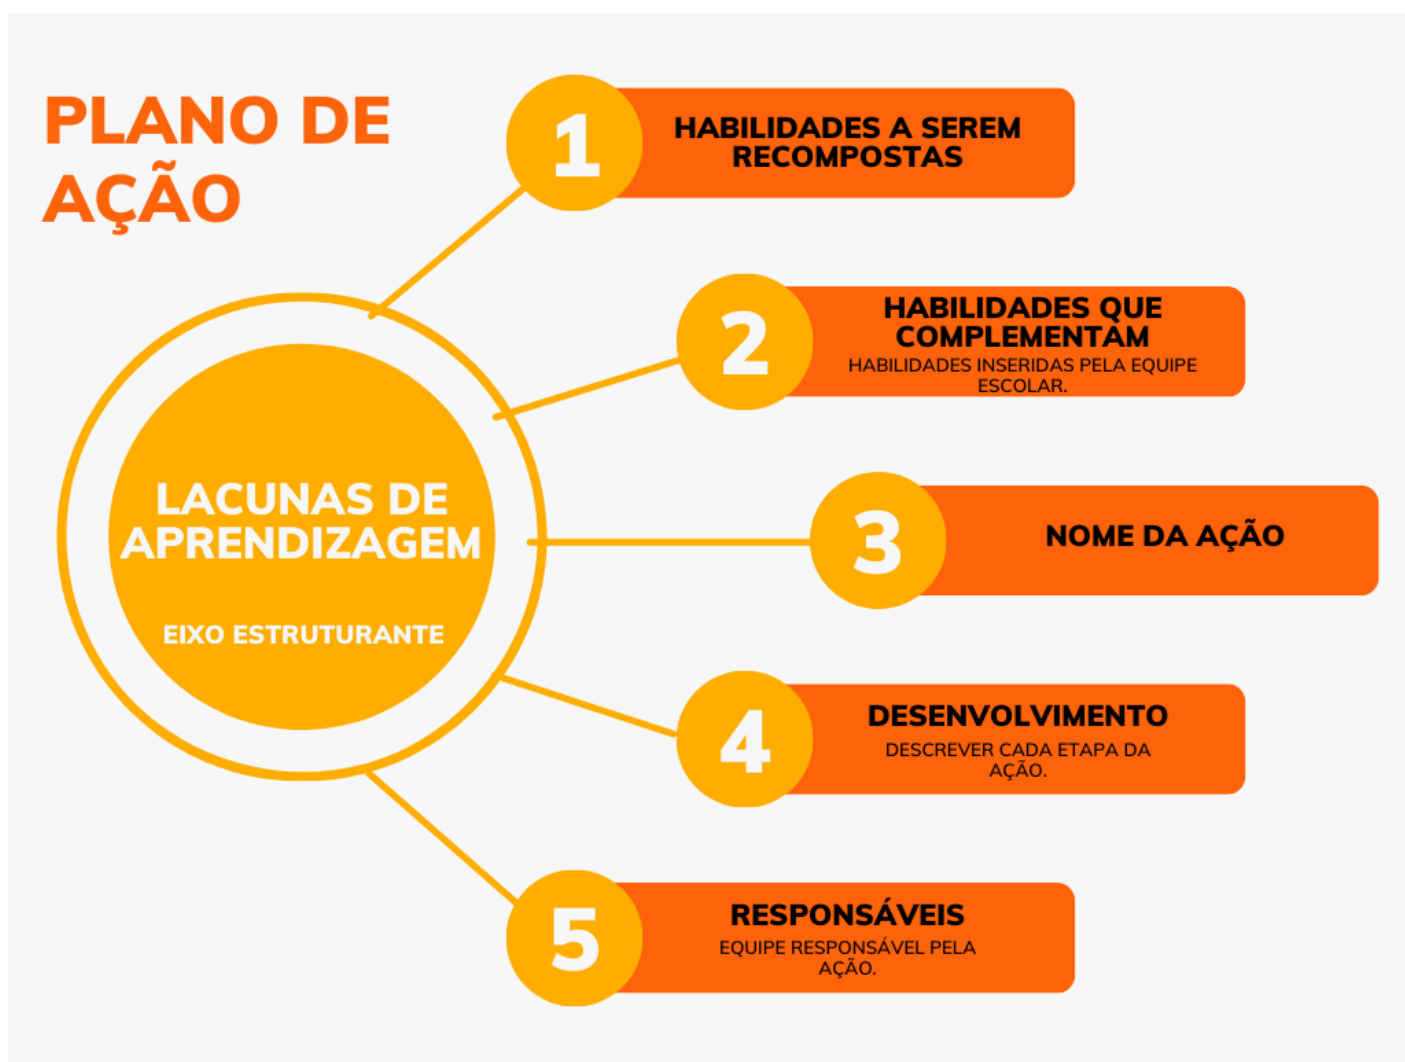 PLANO DE
AÇÃO
LACUNAS DE
APRENDIZAGEM
EIXO ESTRUTURANTE
1
HABILIDADES A SEREM
RECOMPOSTAS
2
HABILIDADES QUE
COMPLEMENTAM
HABILIDADES INSERIDAS PELA EQUIPE
ESCOLAR.
3
NOME DA AÇÃO
4
DESENVOLVIMENTO
DESCREVER CADA ETAPA DA
AÇÃO.
5
RESPONSÁVEIS
EQUIPE RESPONSÁVEL PELA
AÇÃO.